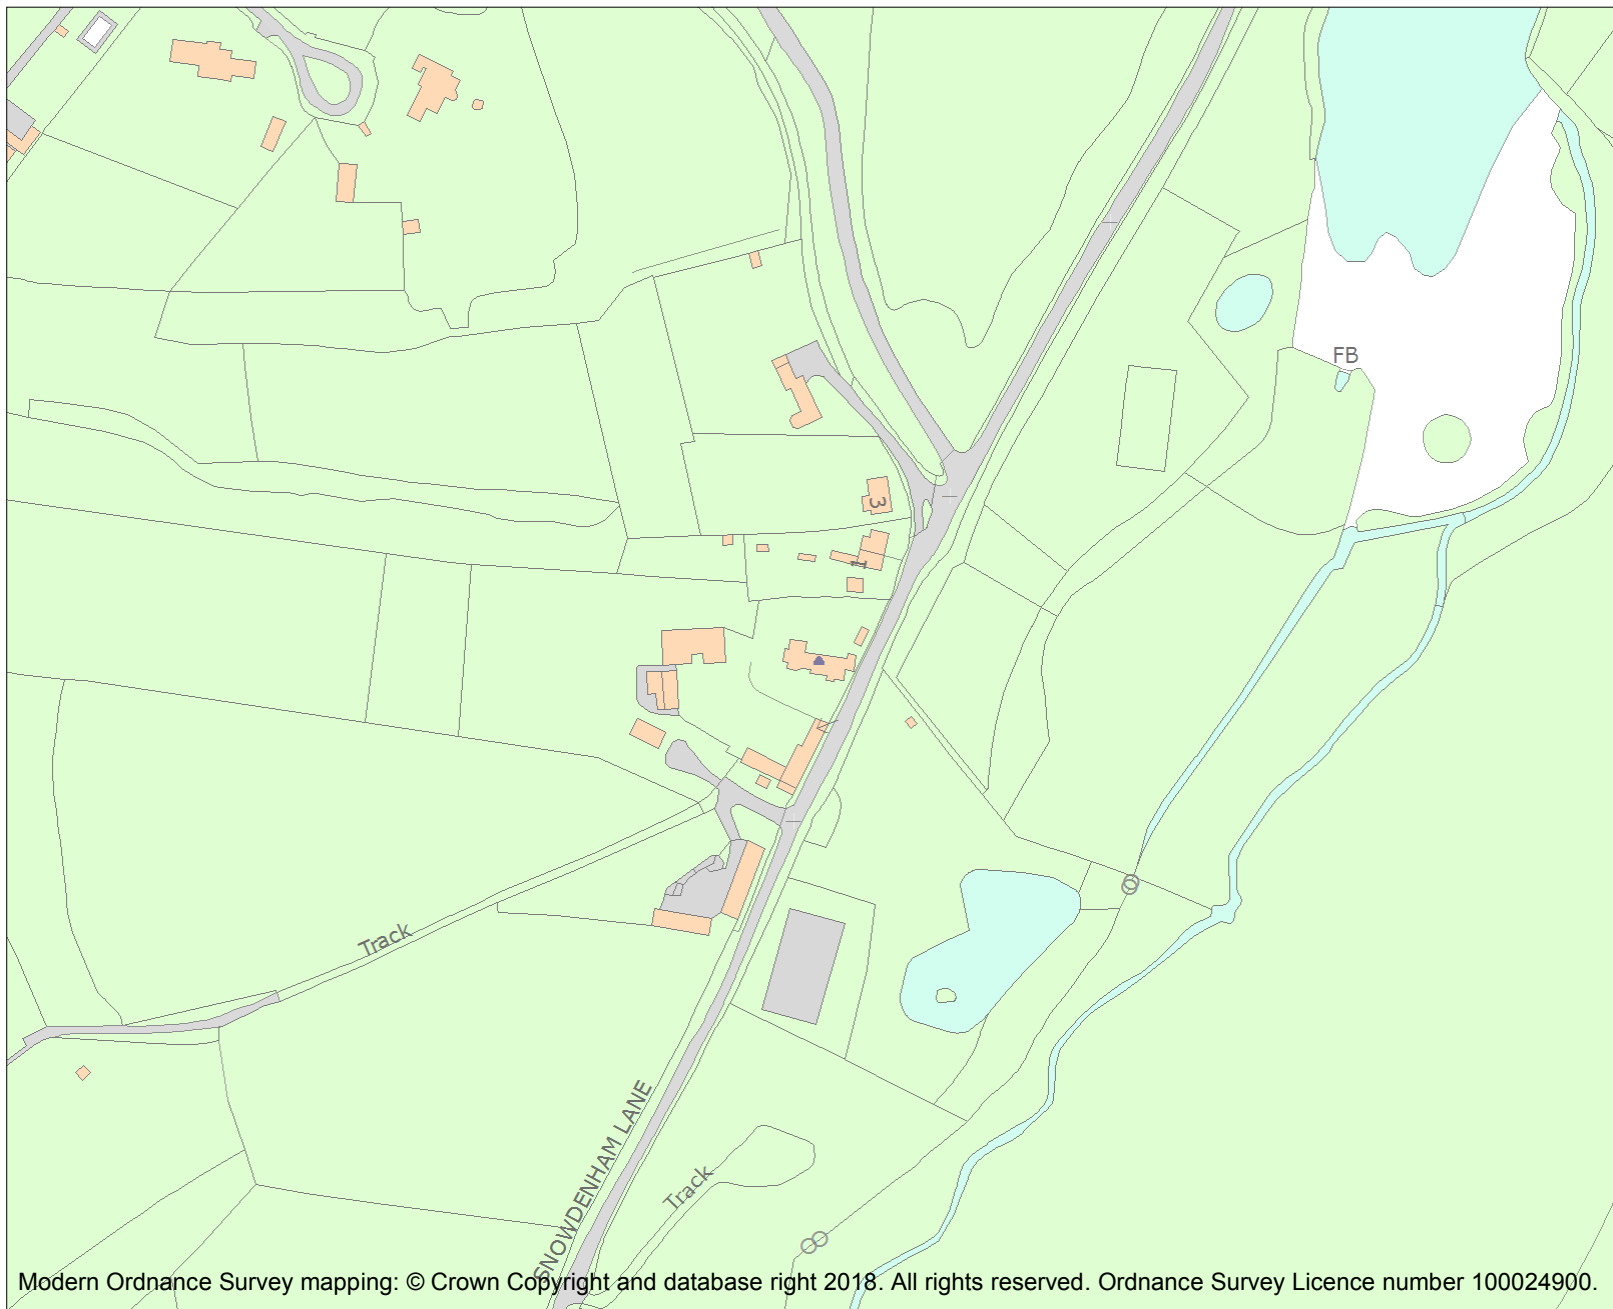 FB
3
1
Track
SNOWDENHAM LANE
Track
Modern Ordnance Survey mapping: © Crown Copyright and database right 2018. All rights reserved. Ordnance Survey Licence number 100024900.